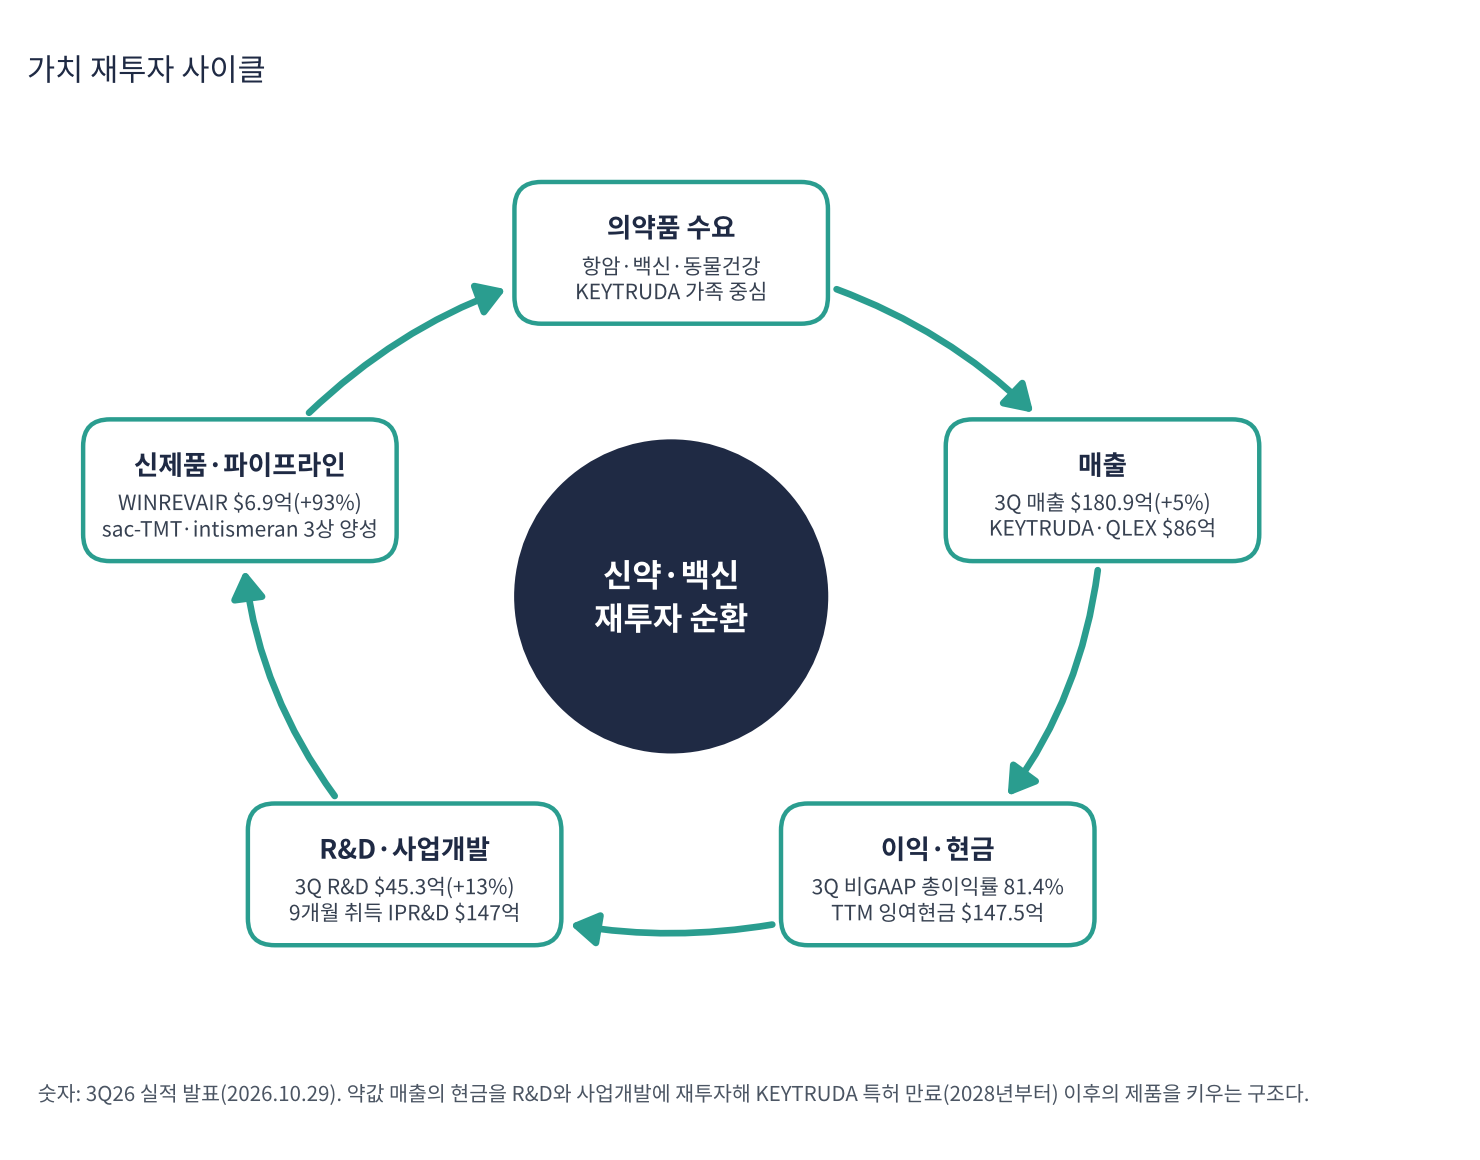 가치 재투자 사이클
의약품 수요
항암·백신·동물건강
KEYTRUDA 가족 중심
신제품·파이프라인
WINREVAIR $6.9억(+93%)
sac-TMT·intismeran 3상 양성
매출
3Q 매출 $180.9억(+5%)
KEYTRUDA·QLEX $86억
신약·백신
재투자 순환
R&D·사업개발
3Q R&D $45.3억(+13%)
9개월 취득 IPR&D $147억
이익·현금
3Q 비GAAP 총이익률 81.4%
TTM 잉여현금 $147.5억
숫자: 3Q26 실적 발표(2026.10.29). 약값 매출의 현금을 R&D와 사업개발에 재투자해 KEYTRUDA 특허 만료(2028년부터) 이후의 제품을 키우는 구조다.